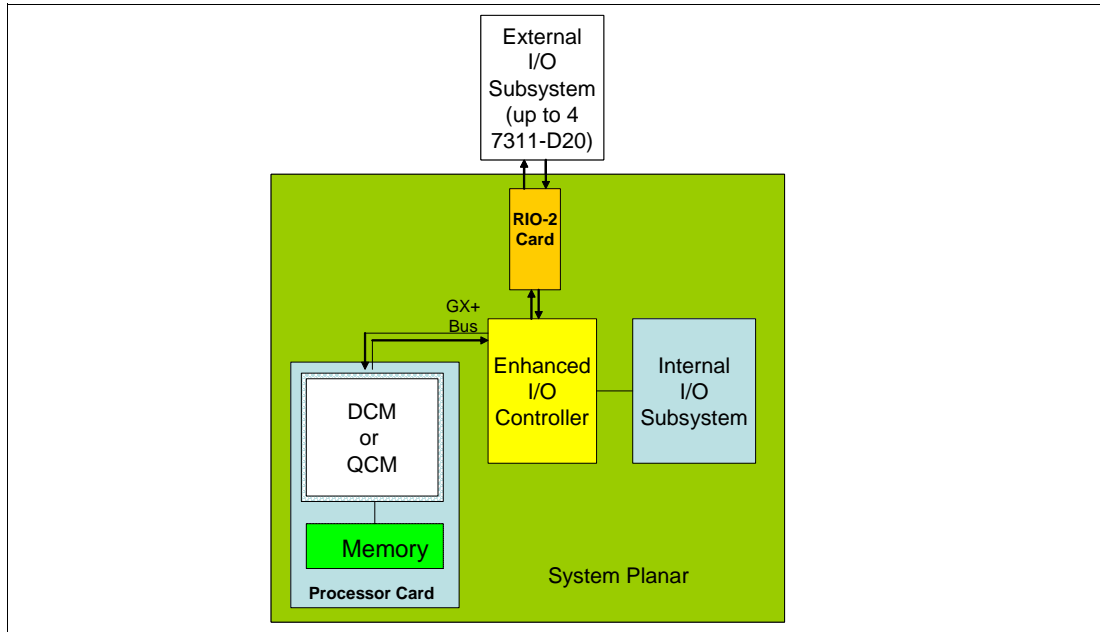 External
I/O
Subsystem
(up to 4
7311-D20)
RIO-2
Card
GX+
Bus
Enhanced
I/O
Controller
Internal
I/O
Subsystem
DCM
or
QCM
Memory
Processor Card
System Planar